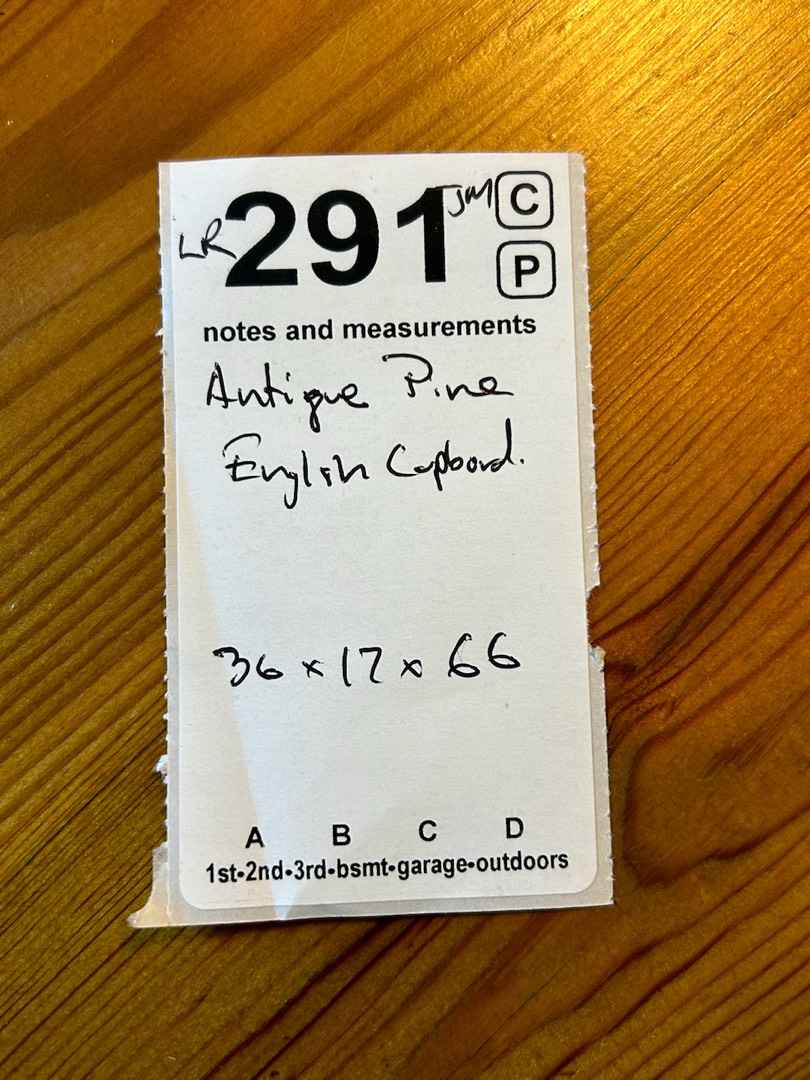 LR 291 JM C
P
notes and measurements
Antique Pine
English Cupboard.
36 x 17 x 66
A B C D
1st•2nd•3rd•bsmt•garage•outdoors